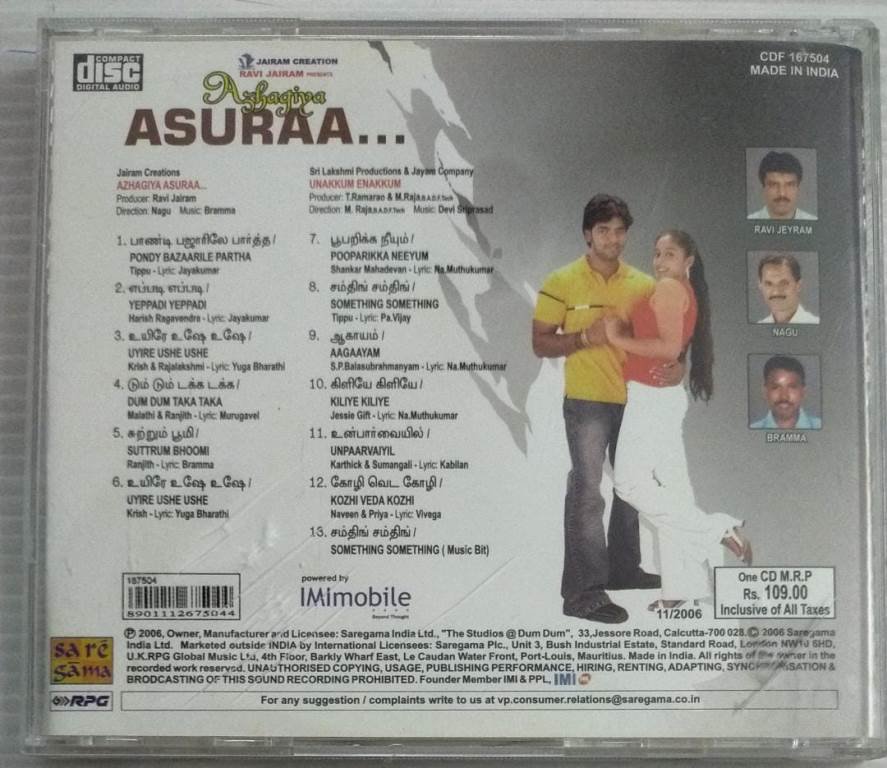 COMPACT
disc
DIGITAL AUDIO
JAIRAM CREATION
RAVI JAIRAM PRESENTS
Azhagiya
ASURAA...
CDF 167504
MADE IN INDIA
Jairam Creations
AZHAGIYA ASURAA...
Producer: Ravi Jairam
Direction: Nagu Music: Bramma
1. பாண்டி பஜாரிலே பார்த்த /
PONDY BAZAARILE PARTHA
Tippu - Lyric: Jayakumar
2. எப்படி எப்படி /
YEPPADI YEPPADI
Harish Ragavendra - Lyric: Jayakumar
3. உயிரே உஷே உஷே /
UYIRE USHE USHE
Krish & Rajalakshmi - Lyric: Yuga Bharathi
4. டும் டும் டக்க டக்க /
DUM DUM TAKA TAKA
Malathi & Ranjith - Lyric: Murugavel
5. சுற்றும் பூமி /
SUTTRUM BHOOMI
Ranjith - Lyric: Bramma
6. உயிரே உஷே உஷே /
UYIRE USHE USHE
Krish - Lyric: Yuga Bharathi
Sri Lakshmi Productions & Jayam Company
UNAKKUM ENAKKUM
Producer: T.Ramarao & M.Raja,B.A.D.F.Tech
Direction: M. Raja,B.A.D.F.Tech Music: Devi Sriprasad
7. பூபறிக்க நீயும் /
POOPARIKKA NEEYUM
Shankar Mahadevan - Lyric: Na.Muthukumar
8. சம்திங் சம்திங் /
SOMETHING SOMETHING
Tippu - Lyric: Pa.Vijay
9. ஆகாயம் /
AAGAAYAM
S.P.Balasubrahmanyam - Lyric: Na.Muthukumar
10. கிளியே கிளியே /
KILIYE KILIYE
Jessie Gift - Lyric: Na.Muthukumar
11. உன்பார்வையில் /
UNPAARVAIYIL
Karthick & Sumangali - Lyric: Kabilan
12. கோழி வெட கோழி /
KOZHI VEDA KOZHI
Naveen & Priya - Lyric: Vivega
13. சம்திங் சம்திங் /
SOMETHING SOMETHING ( Music Bit)
RAVI JEYRAM
NAGU
BRAMMA
167504
8901112675044
powered by
IMImobile
Beyond Thought
11/2006
One CD M.R.P
Rs. 109.00
Inclusive of All Taxes
℗ 2006, Owner, Manufacturer and Licensee: Saregama India Ltd., "The Studios @ Dum Dum", 33,Jessore Road, Calcutta-700 028.© 2006 Saregama
India Ltd. Marketed outside INDIA by International Licensees: Saregama Plc., Unit 3, Bush Industrial Estate, Standard Road, London NW10 6HD,
U.K.RPG Global Music Ltd., 4th Floor, Barkly Wharf East, Le Caudan Water Front, Port-Louis, Mauritius. Made in India. All rights of the owner in the
recorded work reserved. UNAUTHORISED COPYING, USAGE, PUBLISHING PERFORMANCE, HIRING, RENTING, ADAPTING, SYNCHRONISATION &
BRODCASTING OF THIS SOUND RECORDING PROHIBITED. Founder Member IMI & PPL, IMI
sa rē
ga ma
RPG
For any suggestion / complaints write to us at vp.consumer.relations@saregama.co.in